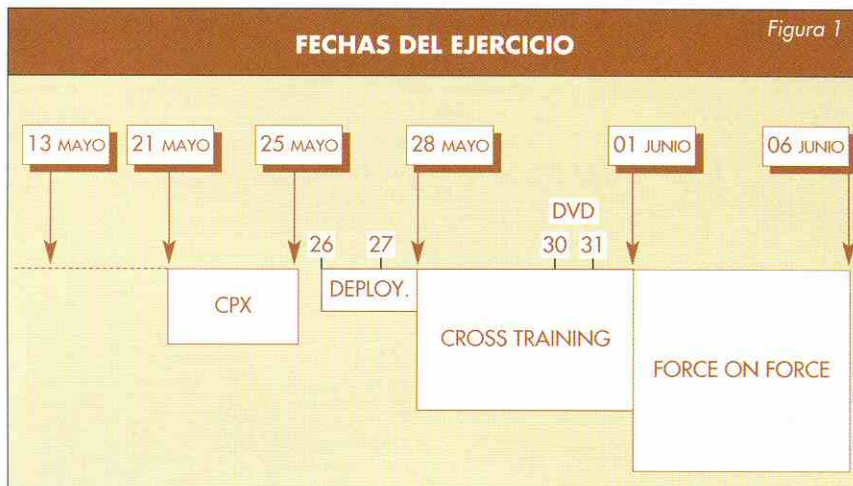 Figura 1
FECHAS DEL EJERCICIO
13 MAYO
21 MAYO
25 MAYO
28 MAYO
01 JUNIO
06 JUNIO
DVD
26
27
30
31
DEPLOY.
CPX
CROSS TRAINING
FORCE ON FORCE